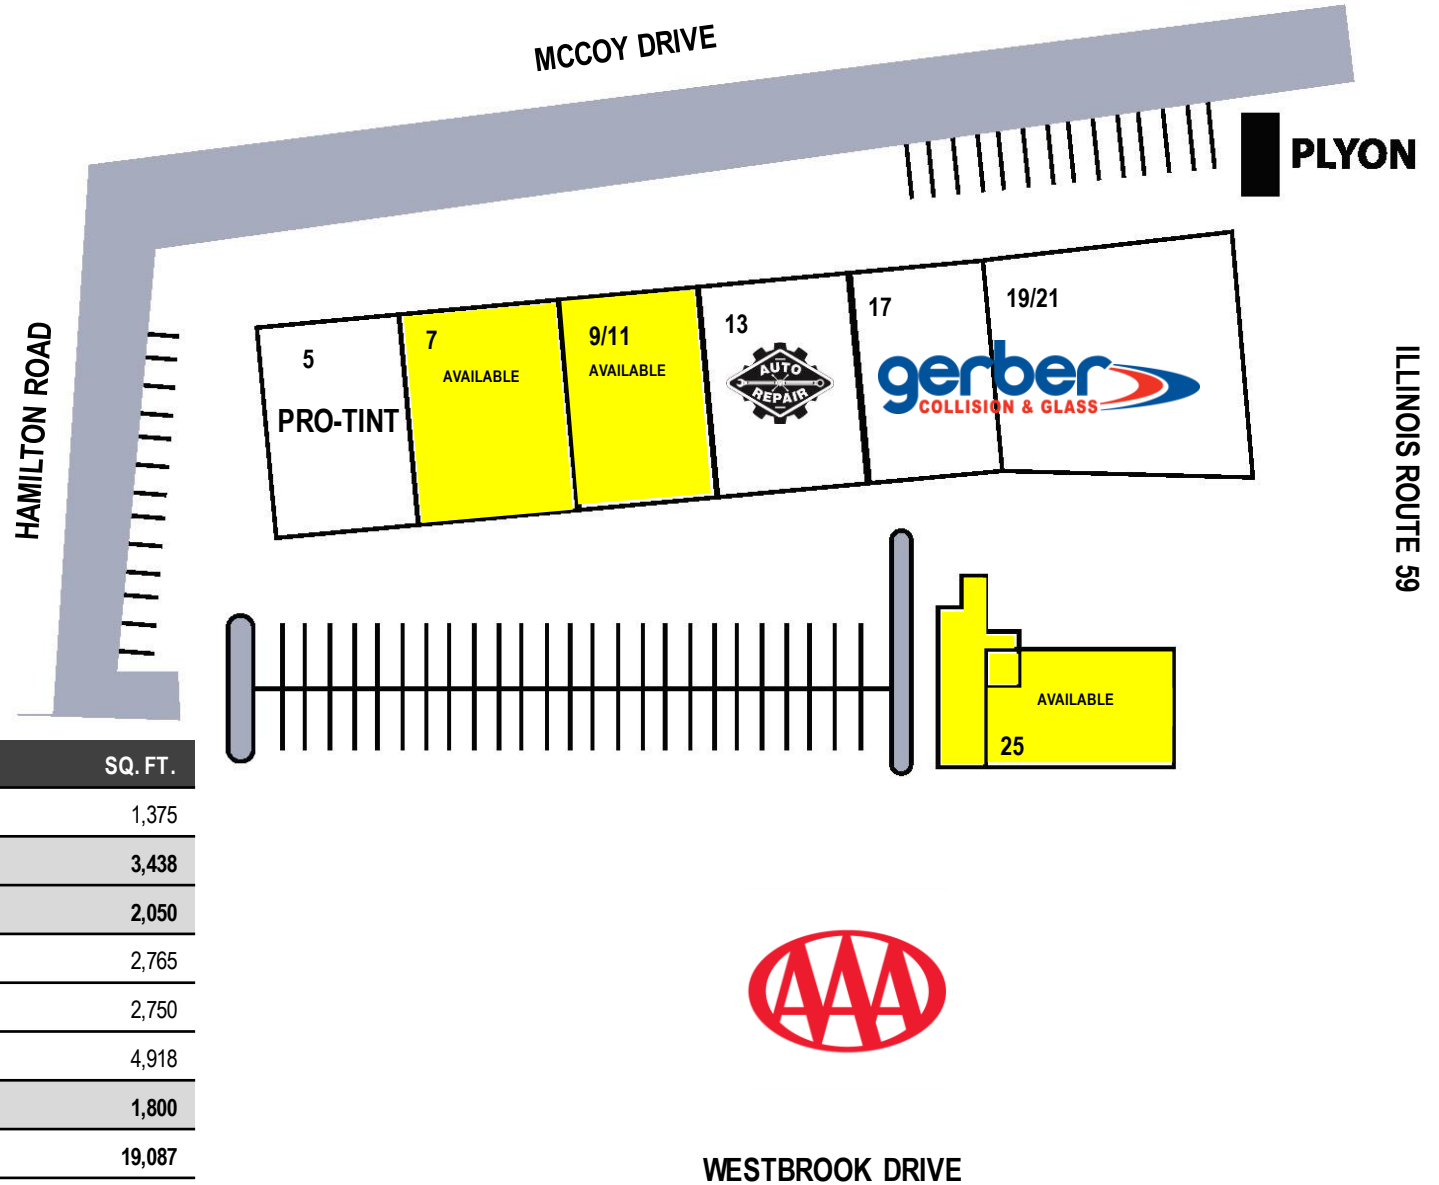 MCCOY DRIVE
PLYON
HAMILTON ROAD
ILLINOIS ROUTE 59
5
PRO-TINT
7
AVAILABLE
9/11
AVAILABLE
13
AUTO
REPAIR
17
19/21
gerber
COLLISION & GLASS
AVAILABLE
25
SQ. FT.
1,375
3,438
2,050
2,765
2,750
4,918
1,800
19,087
AAA
WESTBROOK DRIVE